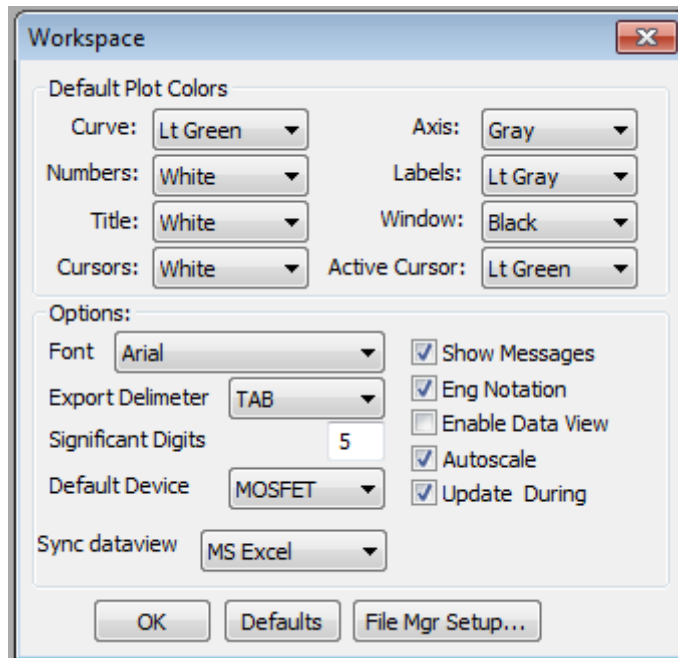 Workspace
Default Plot Colors
Curve: Lt Green Axis: Gray
Numbers: White Labels: Lt Gray
Title: White Window: Black
Cursors: White Active Cursor: Lt Green
Options:
Font Arial Show Messages
Export Delimeter TAB Eng Notation
Enable Data View
Significant Digits 5 Autoscale
Default Device MOSFET Update During
Sync dataview MS Excel
OK Defaults File Mgr Setup...